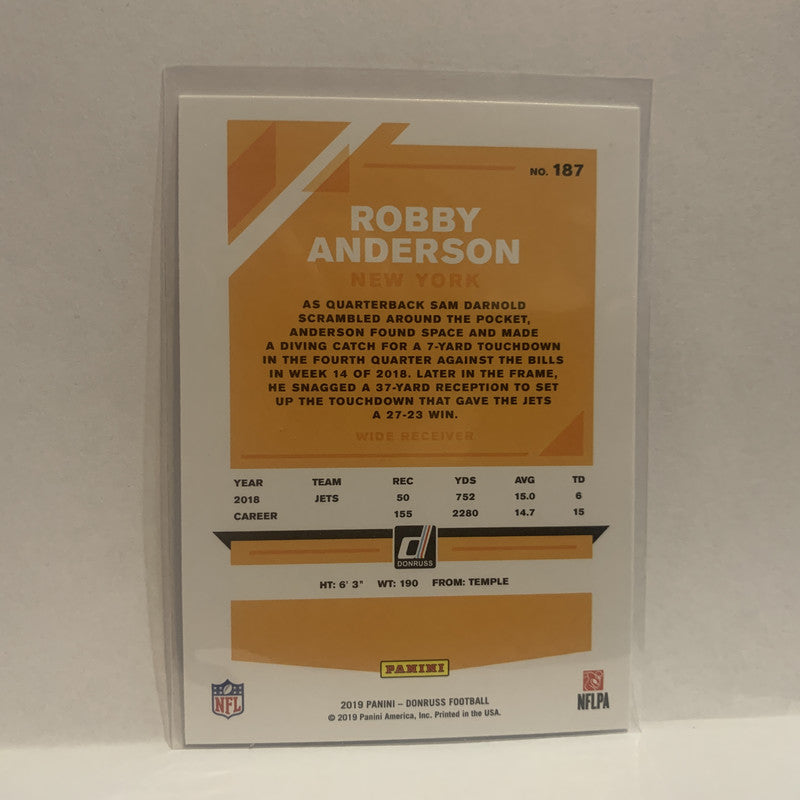 NO. 187
ROBBY
ANDERSON
NEW YORK
AS QUARTERBACK SAM DARNOLD
SCRAMBLED AROUND THE POCKET,
ANDERSON FOUND SPACE AND MADE
A DIVING CATCH FOR A 7-YARD TOUCHDOWN
IN THE FOURTH QUARTER AGAINST THE BILLS
IN WEEK 14 OF 2018. LATER IN THE FRAME,
HE SNAGGED A 37-YARD RECEPTION TO SET
UP THE TOUCHDOWN THAT GAVE THE JETS
A 27-23 WIN.
WIDE RECEIVER
YEAR TEAM REC YDS AVG TD
2018 JETS 50 752 15.0 6
CAREER 155 2280 14.7 15
d
DONRUSS
HT: 6' 3" WT: 190 FROM: TEMPLE
PANINI
NFL
2019 PANINI – DONRUSS FOOTBALL
© 2019 Panini America, Inc. Printed in the USA.
NFLPA